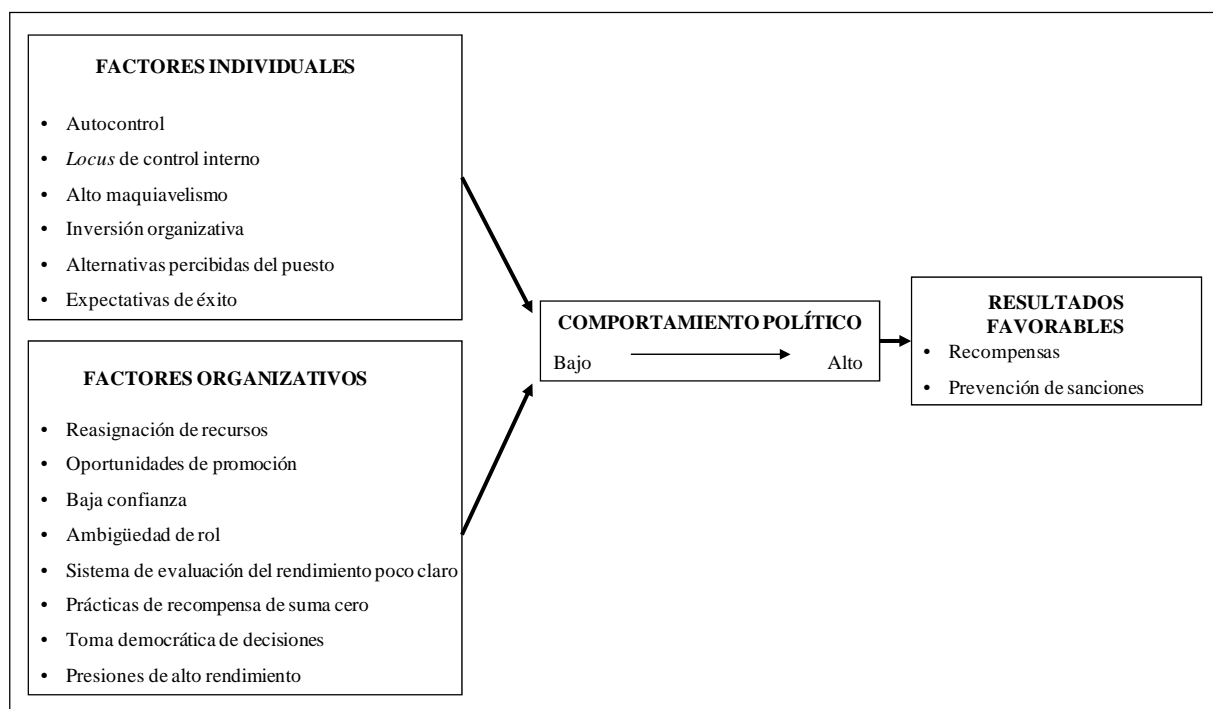 FACTORES INDIVIDUALES
• Autocontrol
• Locus de control interno
• Alto maquiavelismo
• Inversión organizativa
• Alternativas percibidas del puesto
• Expectativas de éxito
FACTORES ORGANIZATIVOS
• Reasignación de recursos
• Oportunidades de promoción
• Baja confianza
• Ambigüedad de rol
• Sistema de evaluación del rendimiento poco claro
• Prácticas de recompensa de suma cero
• Toma democrática de decisiones
• Presiones de alto rendimiento
COMPORTAMIENTO POLÍTICO
Bajo Alto
RESULTADOS
FAVORABLES
• Recompensas
• Prevención de sanciones